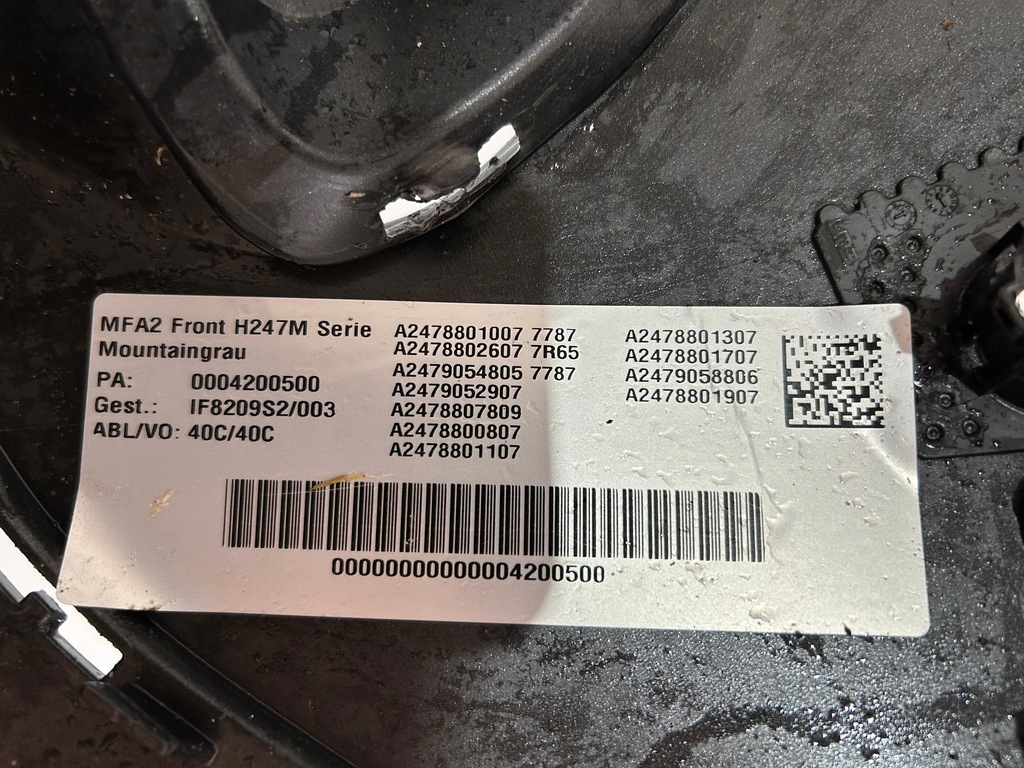 MFA2 Front H247M Serie
Mountaingrau
PA: 0004200500
Gest.: IF8209S2/003
ABL/VO: 40C/40C
A2478801007 7787
A2478802607 7R65
A2479054805 7787
A2479052907
A2478807809
A2478800807
A2478801107
A2478801307
A2478801707
A2479058806
A2478801907
00000000000004200500